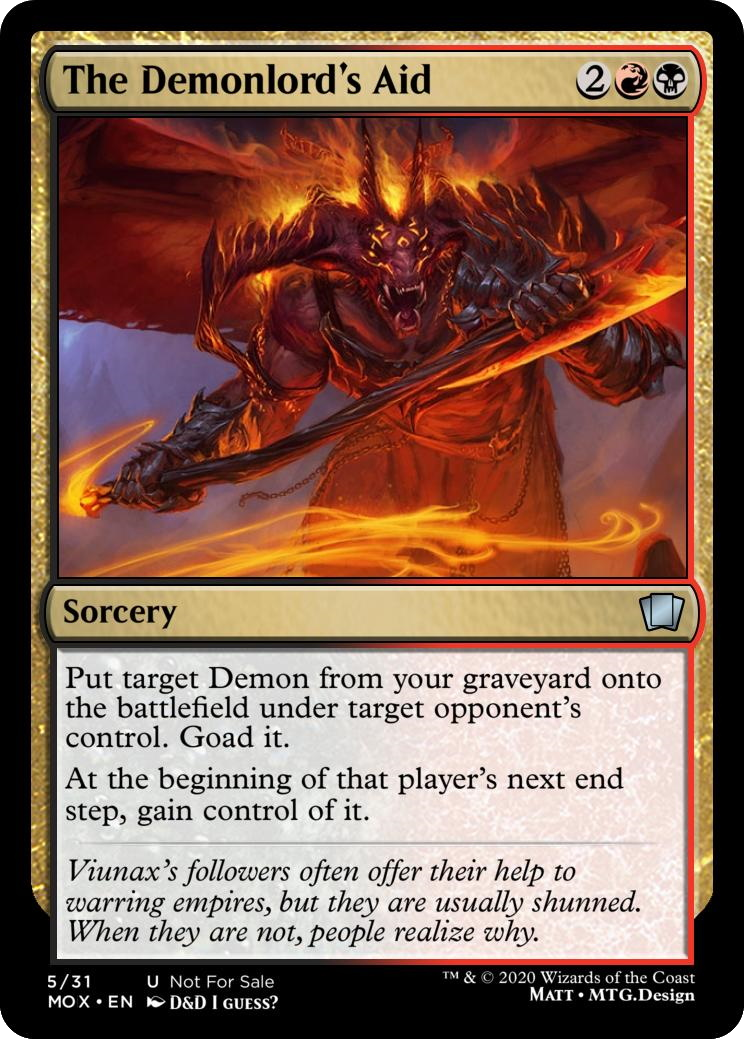 The Demonlord's Aid 2
Sorcery
Put target Demon from your graveyard onto
the battlefield under target opponent's
control. Goad it.
At the beginning of that player's next end
step, gain control of it.
Viunax's followers often offer their help to
warring empires, but they are usually shunned.
When they are not, people realize why.
5/31 U Not For Sale
MOX • EN D&D I GUESS?
™ & © 2020 Wizards of the Coast
MATT • MTG.Design